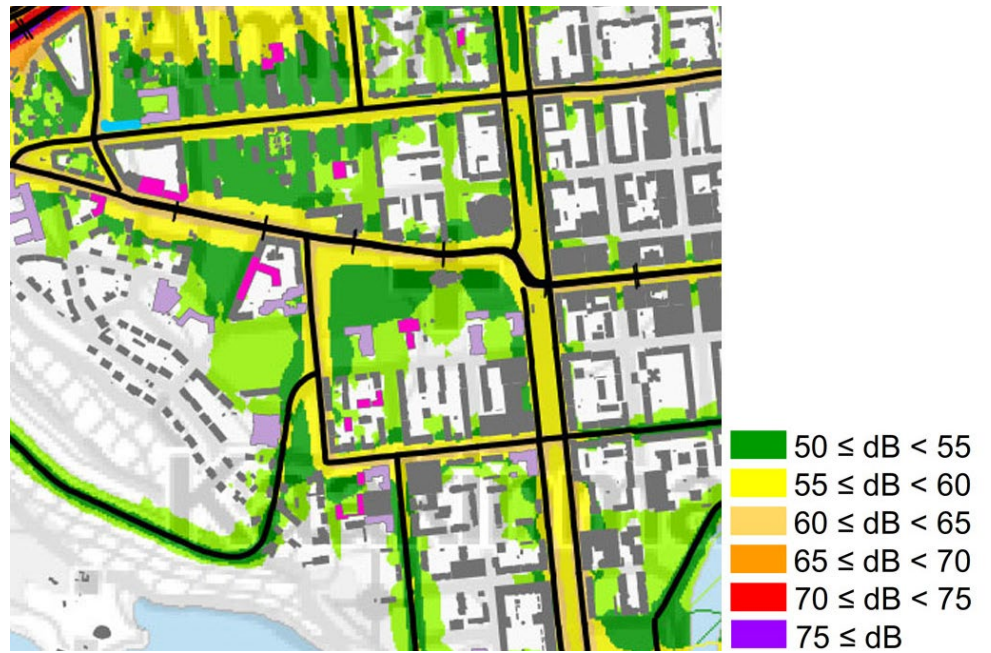 50 ≤ dB < 55
55 ≤ dB < 60
60 ≤ dB < 65
65 ≤ dB < 70
70 ≤ dB < 75
75 ≤ dB